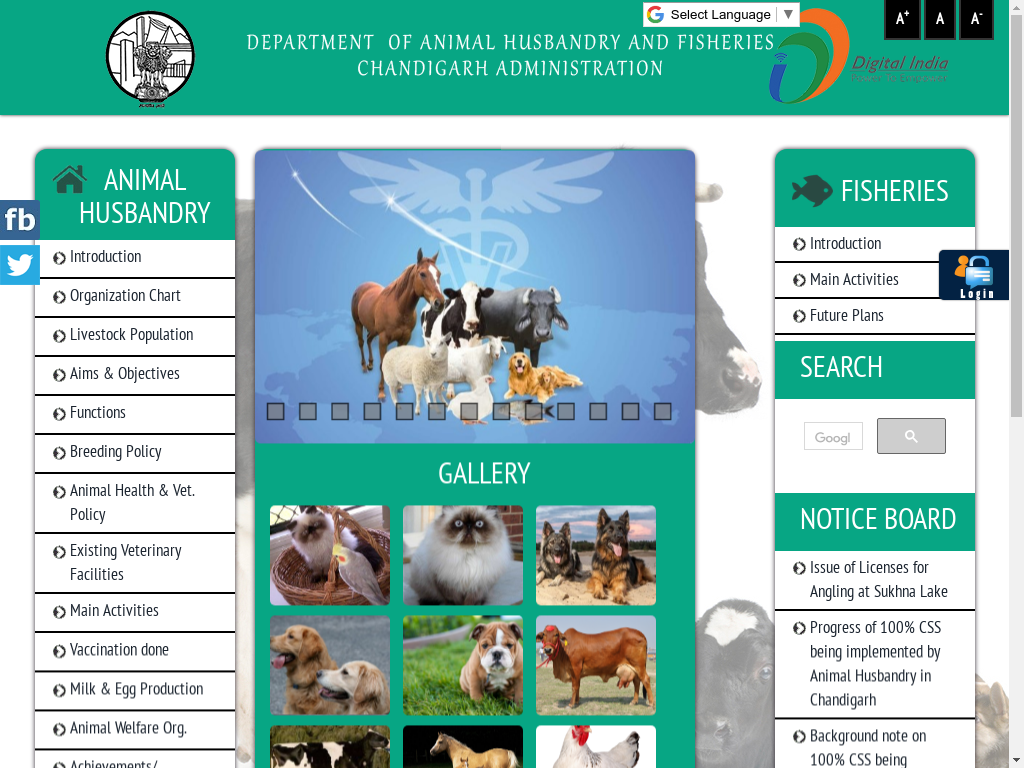 Select Language ▼
A+
A
A-
DEPARTMENT OF ANIMAL HUSBANDRY AND FISHERIES
CHANDIGARH ADMINISTRATION
Digital India
ANIMAL
HUSBANDRY
Introduction
Organization Chart
Livestock Population
Aims & Objectives
Functions
Breeding Policy
Animal Health & Vet.
Policy
Existing Veterinary
Facilities
Main Activities
Vaccination done
Milk & Egg Production
Animal Welfare Org.
Achievements/
fb
GALLERY
FISHERIES
Introduction
Main Activities
Future Plans
Login
SEARCH
Googl
NOTICE BOARD
Issue of Licenses for
Angling at Sukhna Lake
Progress of 100% CSS
being implemented by
Animal Husbandry in
Chandigarh
Background note on
100% CSS being